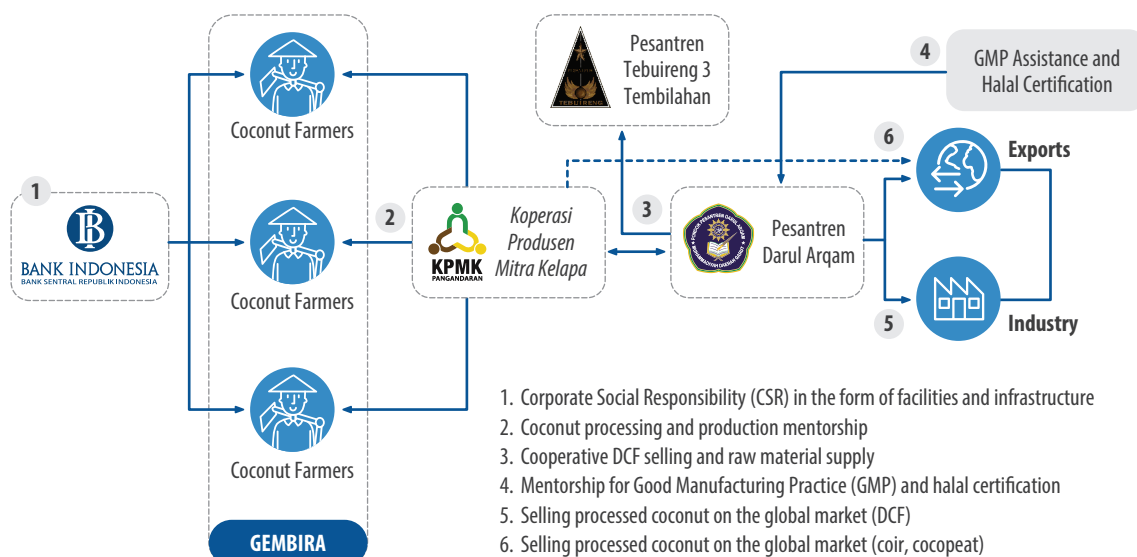 1
BANK INDONESIA
BANK SENTRAL REPUBLIK INDONESIA
Coconut Farmers
Coconut Farmers
Coconut Farmers
GEMBIRA
2
KPMK
PANGANDARAN
Koperasi
Produsen
Mitra Kelapa
TEBUIRENG
Pesantren
Tebuireng 3
Tembilahan
3
Pesantren
Darul Arqam
4
GMP Assistance and
Halal Certification
6
Exports
5
Industry
1. Corporate Social Responsibility (CSR) in the form of facilities and infrastructure
2. Coconut processing and production mentorship
3. Cooperative DCF selling and raw material supply
4. Mentorship for Good Manufacturing Practice (GMP) and halal certification
5. Selling processed coconut on the global market (DCF)
6. Selling processed coconut on the global market (coir, cocopeat)